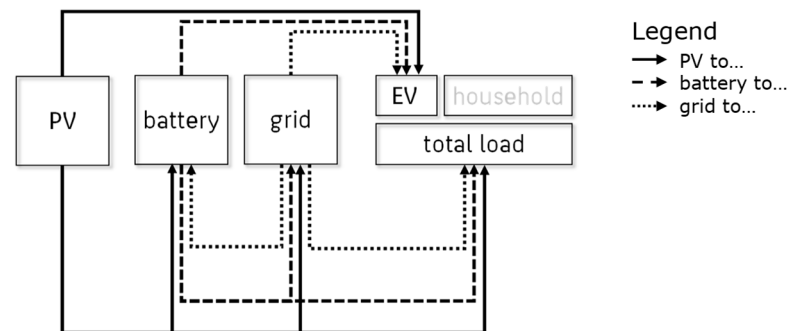 Legend
PV to...
battery to...
grid to...
PV
battery
grid
EV
household
total load